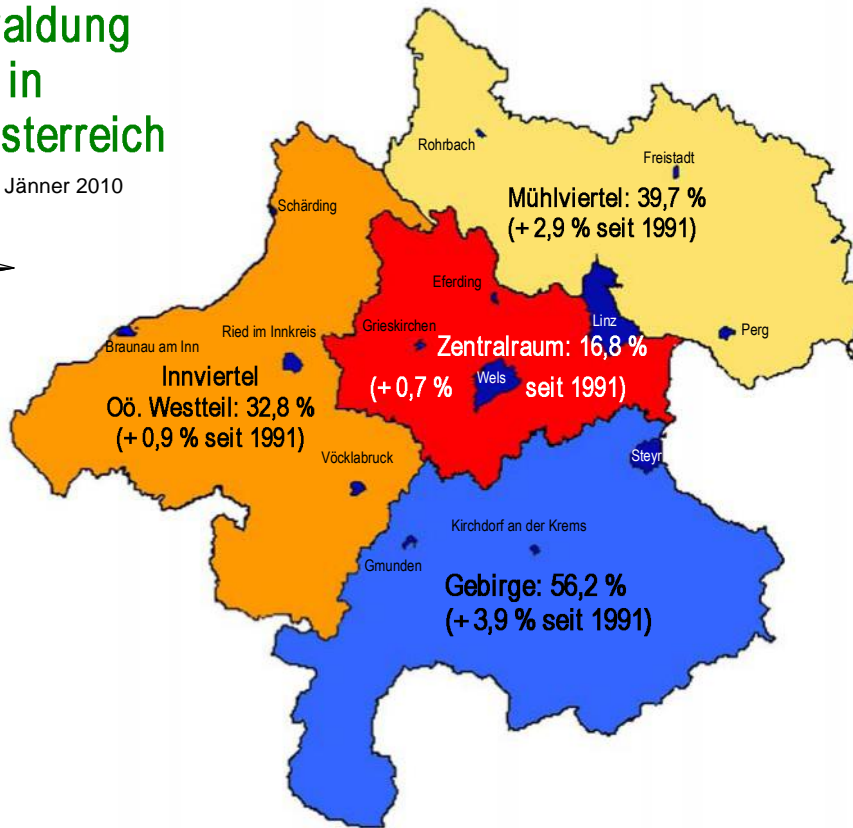 aldung
in
sterreich
Jänner 2010
Rohrbach
Freistadt
Mühlviertel: 39,7 %
(+ 2,9 % seit 1991)
Schärding
Eferding
Linz
Grieskirchen
Perg
Braunau am Inn
Ried im Innkreis
Zentralraum: 16,8 %
(+ 0,7 % seit 1991)
Wels
Innviertel
Oö. Westteil: 32,8 %
(+ 0,9 % seit 1991)
Vöcklabruck
Steyr
Kirchdorf an der Krems
Gmunden
Gebirge: 56,2 %
(+ 3,9 % seit 1991)